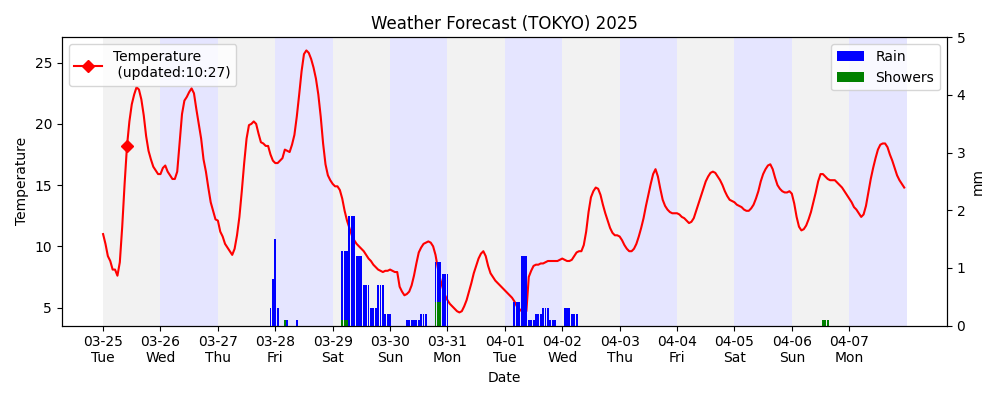 Weather Forecast (TOKYO) 2025
Temperature
(updated:10:27)
Rain
Showers
Temperature
25
20
15
10
5
mm
5
4
3
2
1
0
03-25 03-26 03-27 03-28 03-29 03-30 03-31 04-01 04-02 04-03 04-04 04-05 04-06 04-07
Tue Wed Thu Fri Sat Sun Mon Tue Wed Thu Fri Sat Sun Mon
Date